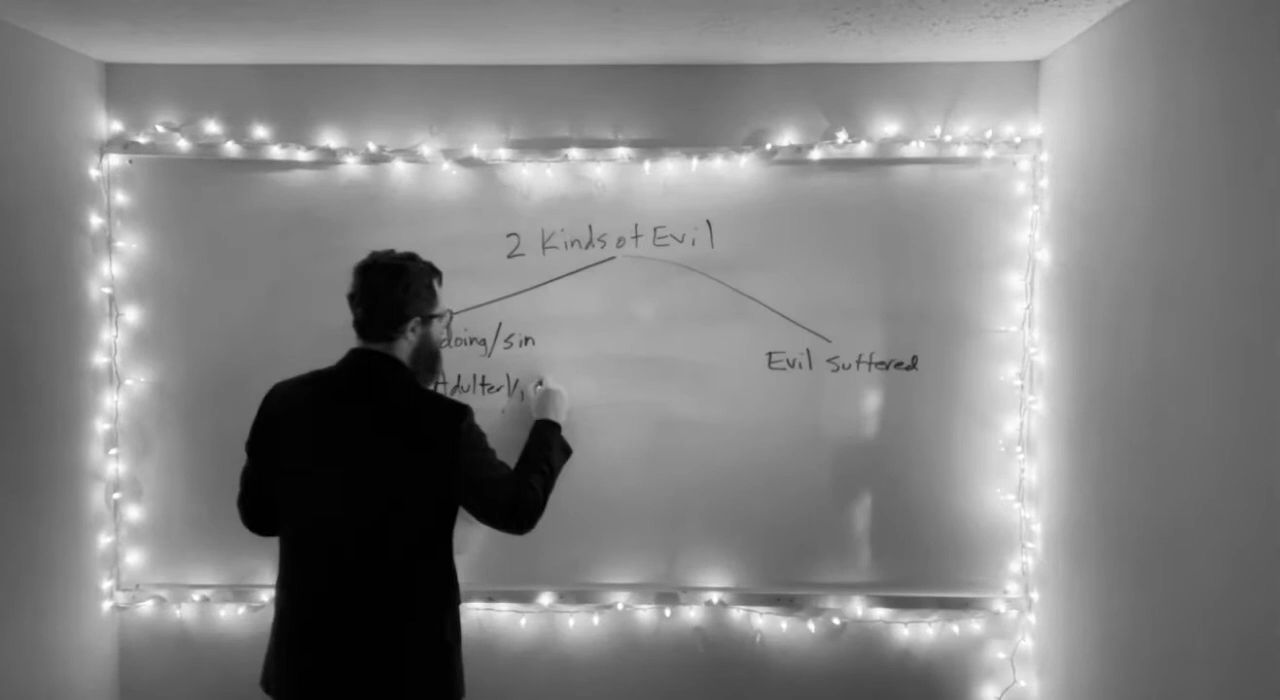 2 Kinds of Evil
doing/sin
Evil Suffered
Adultery,